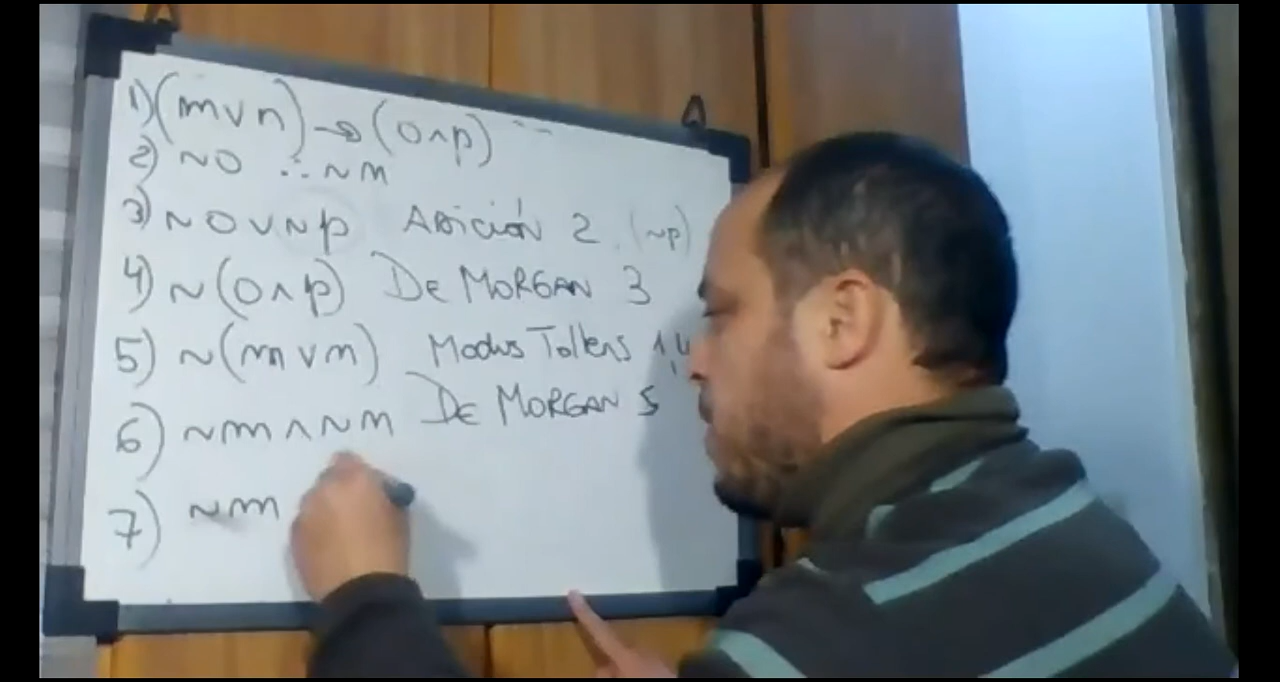 1) (m∨n) → (o∧p)
2) ~o ∴ ~m
3) ~o∨~p Adición 2 (~p)
4) ~(o∧p) De Morgan 3
5) ~(m∨n) Modus Tollens 1,4
6) ~m∧~n De Morgan 5
7) ~m